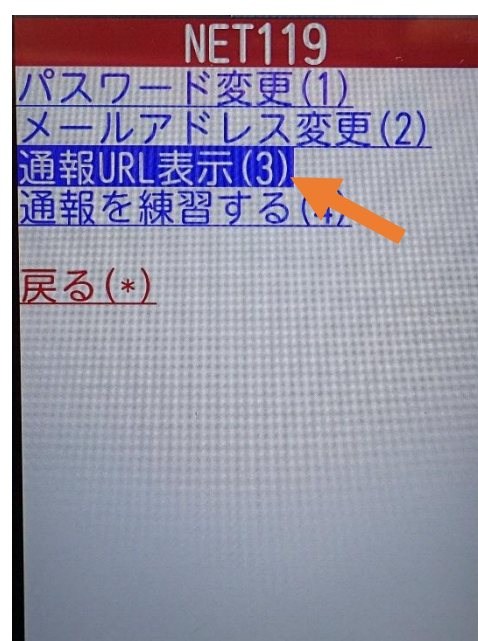 NET119
パスワード変更(1)
メールアドレス変更(2)
通報URL表示(3)
通報を練習する(4)
戻る(*)